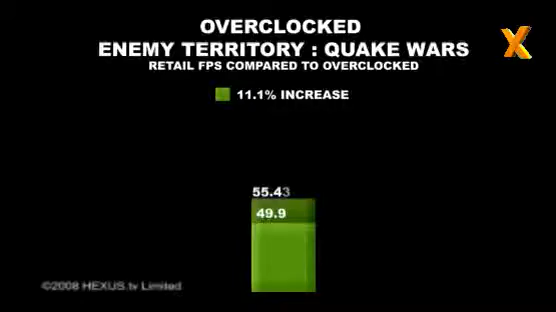 OVERCLOCKED
ENEMY TERRITORY : QUAKE WARS
RETAIL FPS COMPARED TO OVERCLOCKED
11.1% INCREASE
55.43
49.9
©2008 HEXUS.tv Limited
X